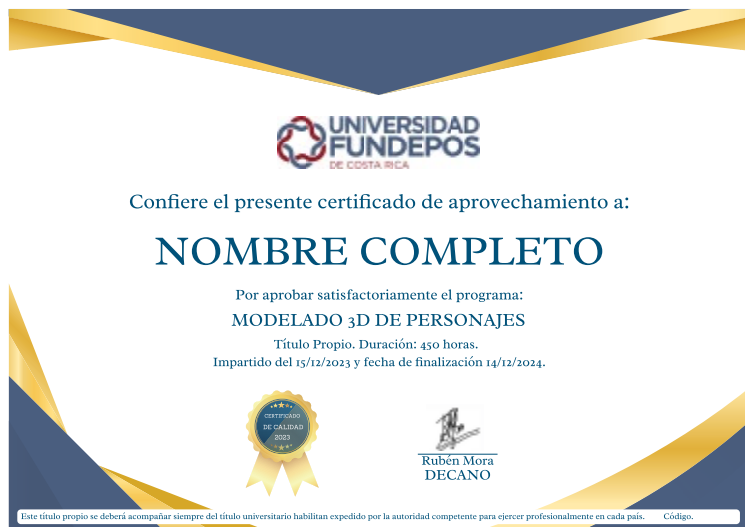 UNIVERSIDAD
FUNDEPOS
DE COSTA RICA
Confiere el presente certificado de aprovechamiento a:
NOMBRE COMPLETO
Por aprobar satisfactoriamente el programa:
MODELADO 3D DE PERSONAJES
Título Propio. Duración: 450 horas.
Impartido del 15/12/2023 y fecha de finalización 14/12/2024.
CERTIFICADO
DE CALIDAD
2023
Rubén Mora
DECANO
Este título propio se deberá acompañar siempre del título universitario habilitan expedido por la autoridad competente para ejercer profesionalmente en cada país. Código.